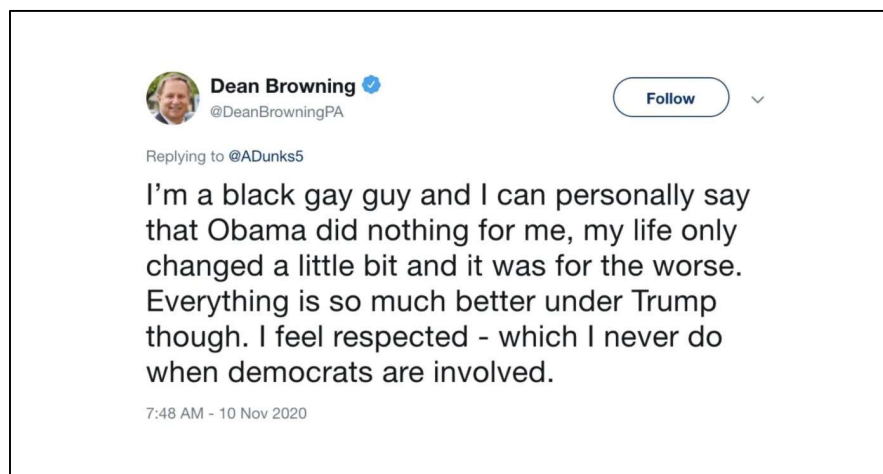 Dean Browning
@DeanBrowningPA
Follow
Replying to @ADunks5
I'm a black gay guy and I can personally say
that Obama did nothing for me, my life only
changed a little bit and it was for the worse.
Everything is so much better under Trump
though. I feel respected - which I never do
when democrats are involved.
7:48 AM - 10 Nov 2020